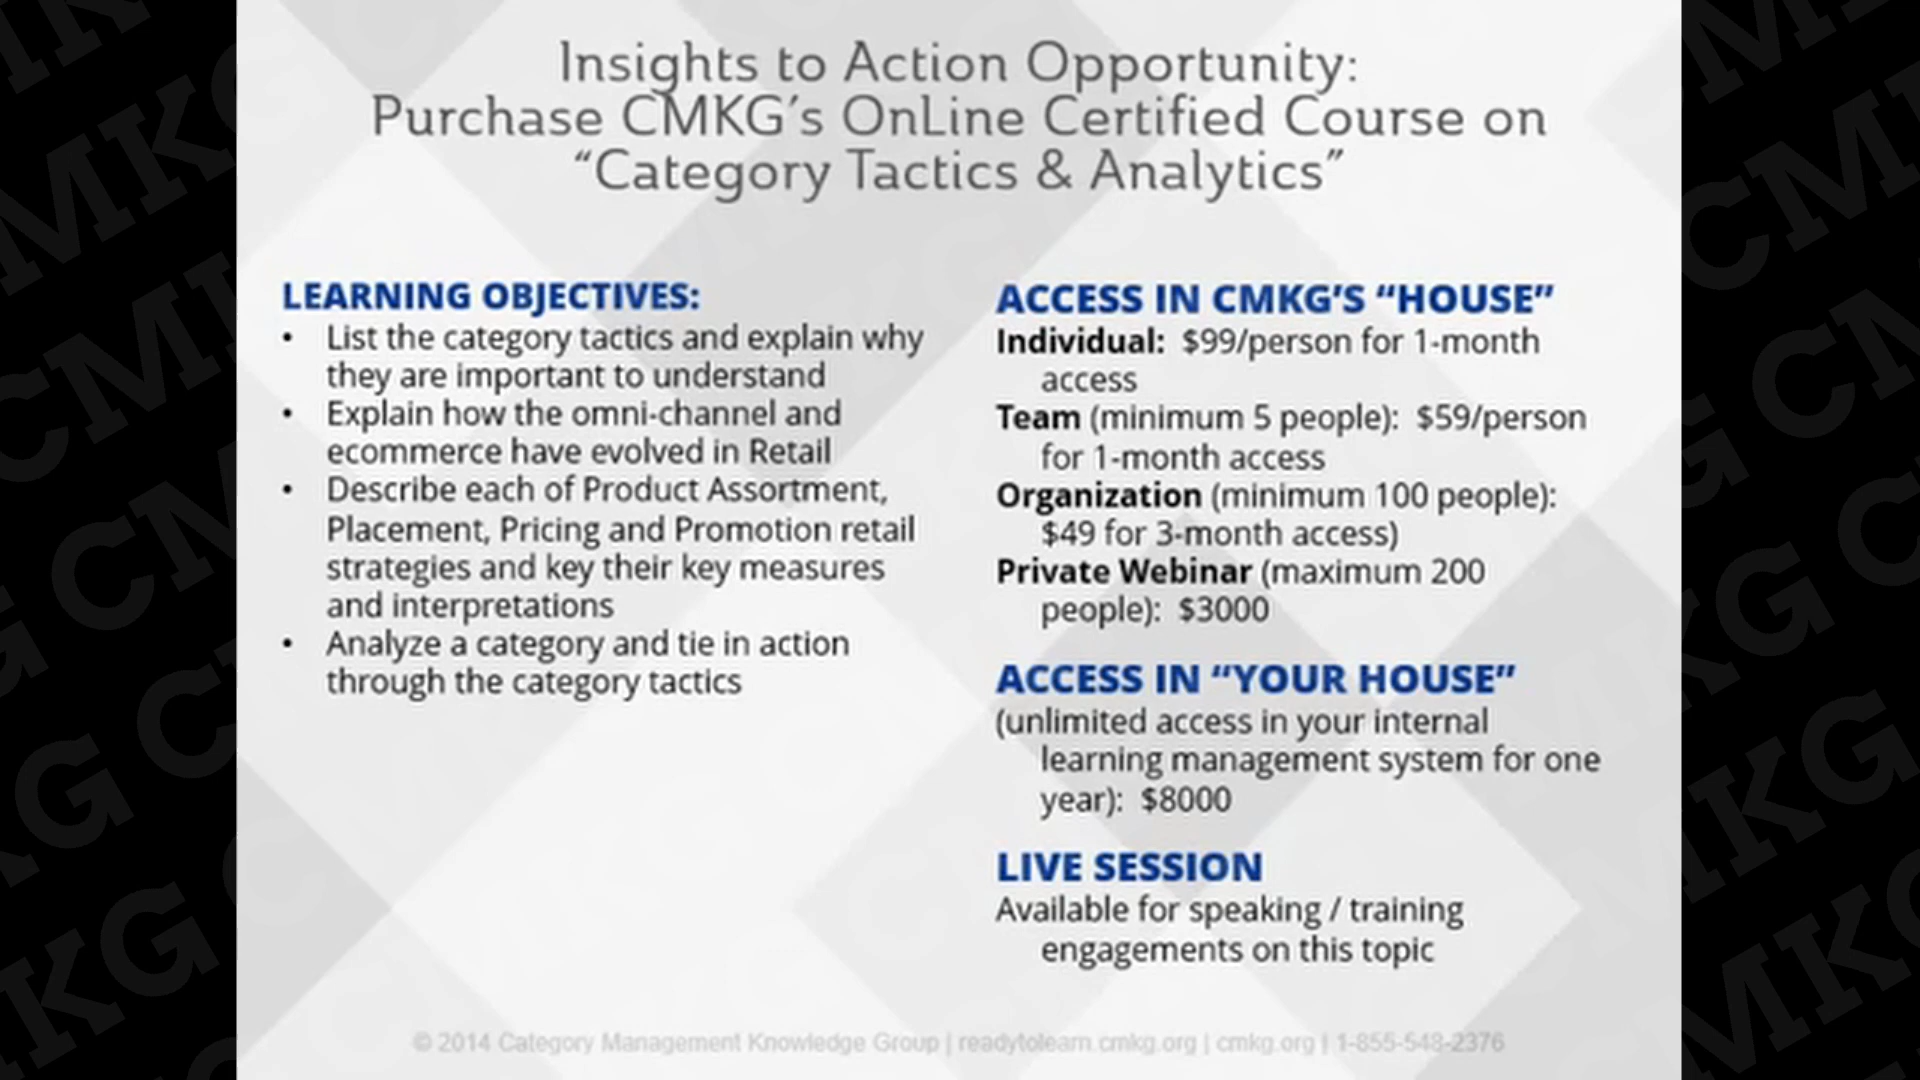 Insights to Action Opportunity:
Purchase CMKG’s OnLine Certified Course on
“Category Tactics & Analytics”
LEARNING OBJECTIVES:
• List the category tactics and explain why
they are important to understand
• Explain how the omni-channel and
ecommerce have evolved in Retail
• Describe each of Product Assortment,
Placement, Pricing and Promotion retail
strategies and key their key measures
and interpretations
• Analyze a category and tie in action
through the category tactics
ACCESS IN CMKG’S “HOUSE”
Individual: $99/person for 1-month
access
Team (minimum 5 people): $59/person
for 1-month access
Organization (minimum 100 people):
$49 for 3-month access)
Private Webinar (maximum 200
people): $3000
ACCESS IN “YOUR HOUSE”
(unlimited access in your internal
learning management system for one
year): $8000
LIVE SESSION
Available for speaking / training
engagements on this topic
© 2014 Category Management Knowledge Group | readytolearn.cmkg.org | cmkg.org | 1-855-548-2376